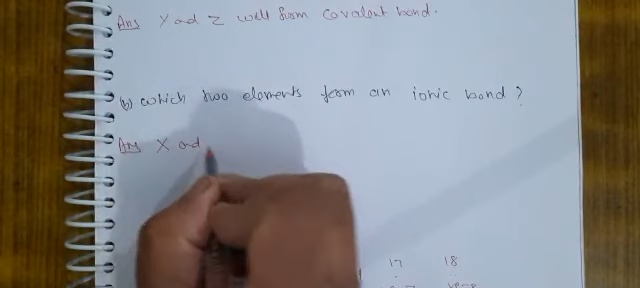 Ans Y and Z will form covalent bond.
(b) which two elements form an ionic bond?
Ans X and
17 18